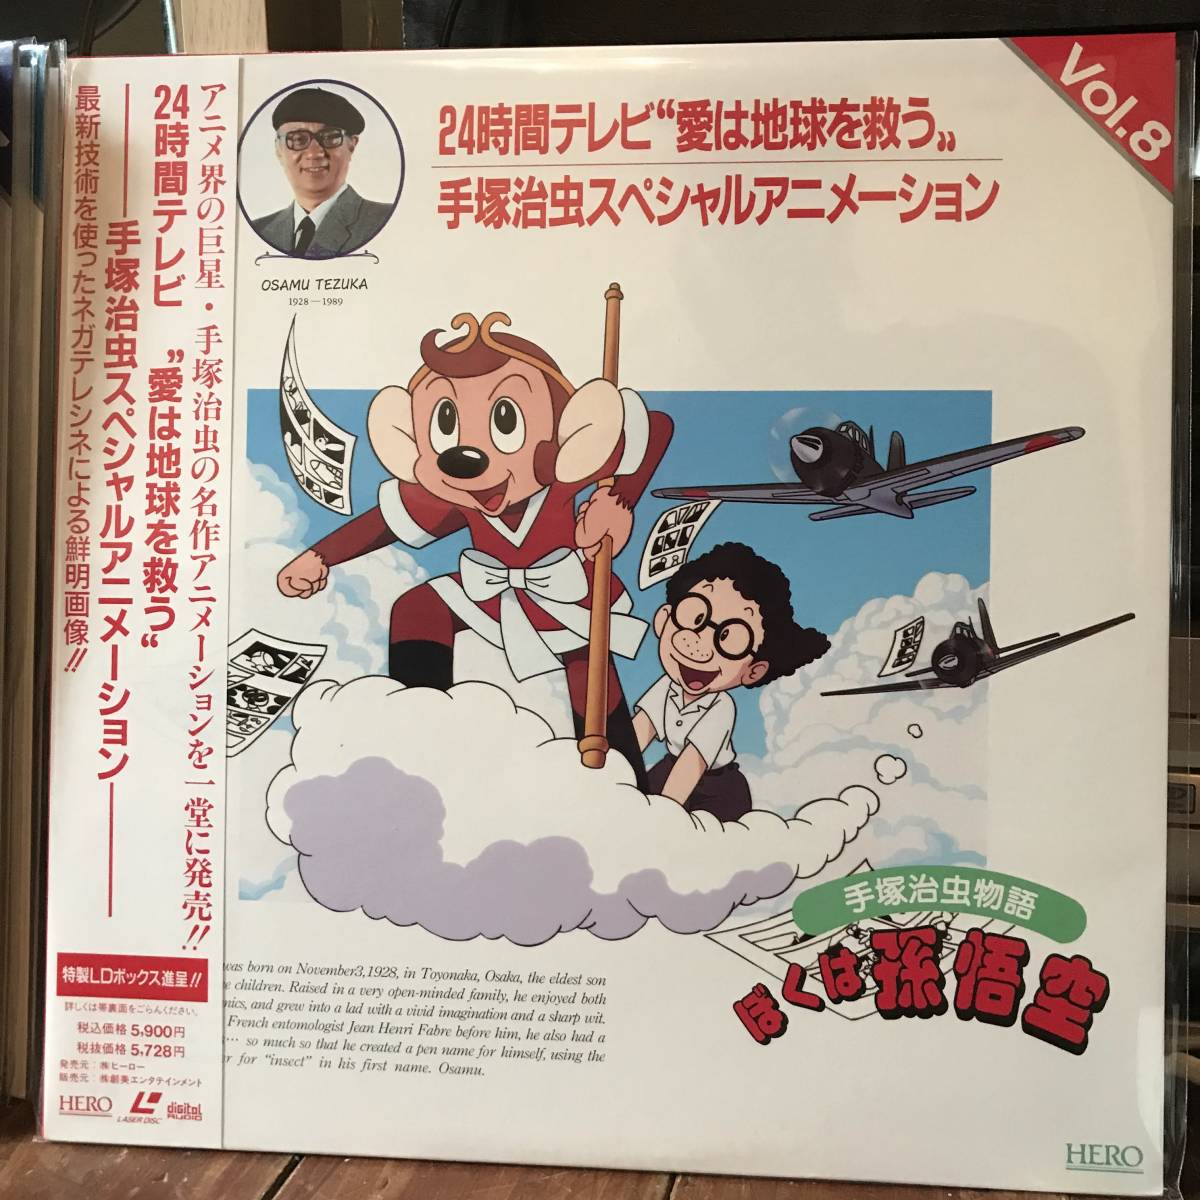 アニメ界の巨星・手塚治虫の名作アニメーションを一堂に発売!!
24時間テレビ “愛は地球を救う”
手塚治虫スペシャルアニメーション
最新技術を使ったネガテレシネによる鮮明画像!!
特製LDボックス進呈!!
詳しくは帯裏面をごらんください。
税込価格 5,900円
税抜価格 5,728円
発売元:㈱ヒーロー
販売元:㈱創美エンタテインメント
HERO
LASER DISC
digital AUDIO
OSAMU TEZUKA
1928—1989
24時間テレビ“愛は地球を救う„
手塚治虫スペシャルアニメーション
Vol.8
手塚治虫物語
ぼくは孫悟空
was born on November3,1928, in Toyonaka, Osaka, the eldest son
children. Raised in a very open-minded family, he enjoyed both
and grew into a lad with a vivid imagination and a sharp wit.
French entomologist Jean Henri Fabre before him, he also had a
… so much so that he created a pen name for himself, using the
for “insect” in his first name. Osamu.
HERO